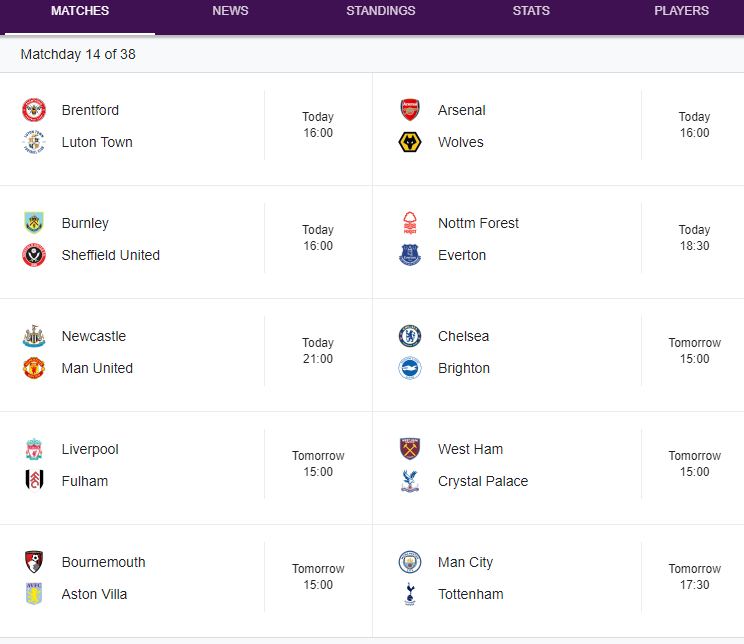 MATCHES NEWS STANDINGS STATS PLAYERS
Matchday 14 of 38
Brentford
Luton Town
Today
16:00
Arsenal
Wolves
Today
16:00
Burnley
Sheffield United
Today
16:00
Nottm Forest
Everton
Today
18:30
Newcastle
Man United
Today
21:00
Chelsea
Brighton
Tomorrow
15:00
Liverpool
Fulham
Tomorrow
15:00
West Ham
Crystal Palace
Tomorrow
15:00
Bournemouth
Aston Villa
Tomorrow
15:00
Man City
Tottenham
Tomorrow
17:30